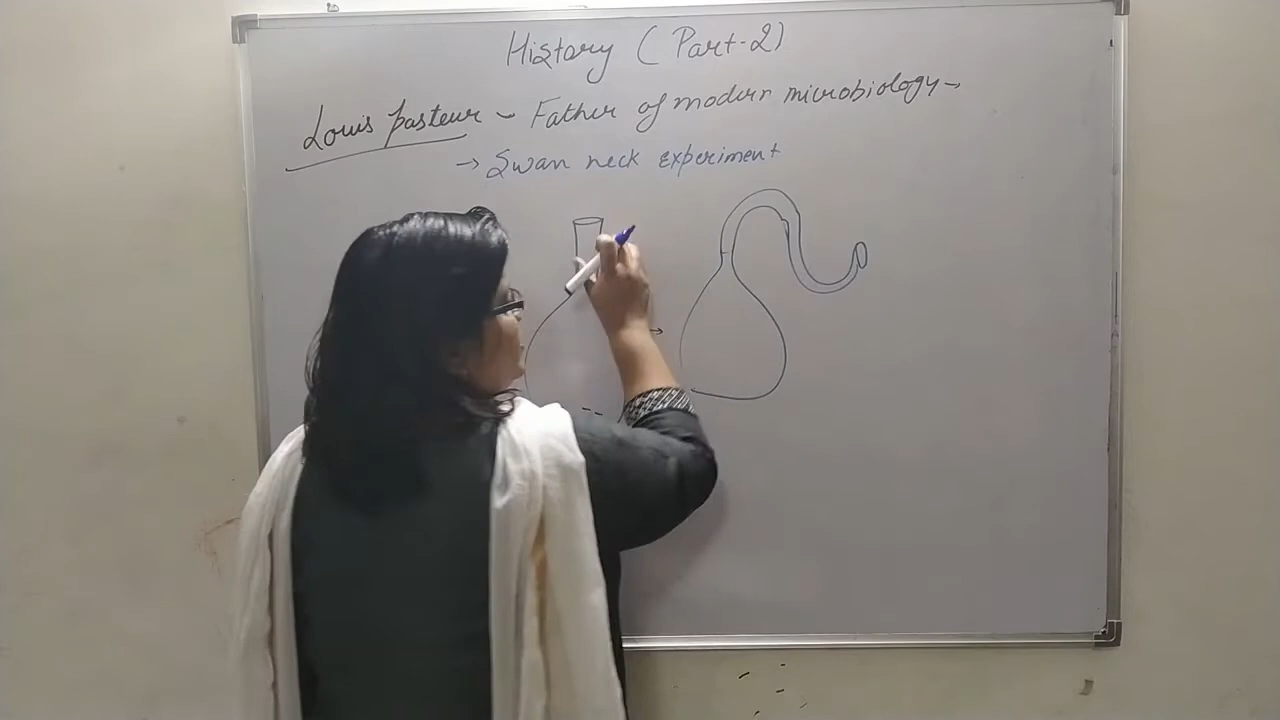 History (Part-2)
Louis Pasteur - Father of modern microbiology -
→ Swan neck experiment